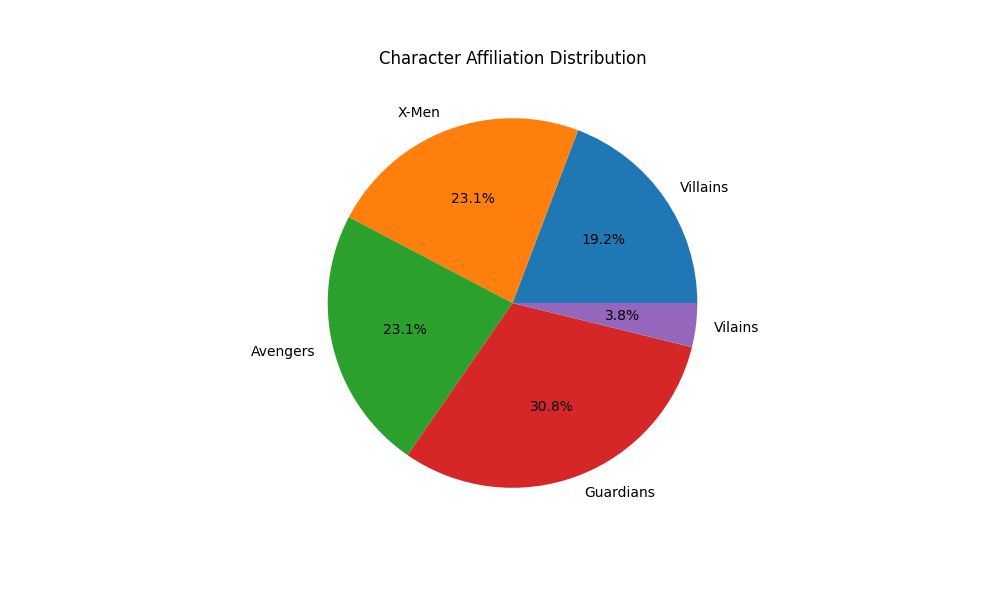 Character Affiliation Distribution
X-Men
Villains
23.1%
19.2%
Vilains
3.8%
23.1%
Avengers
30.8%
Guardians